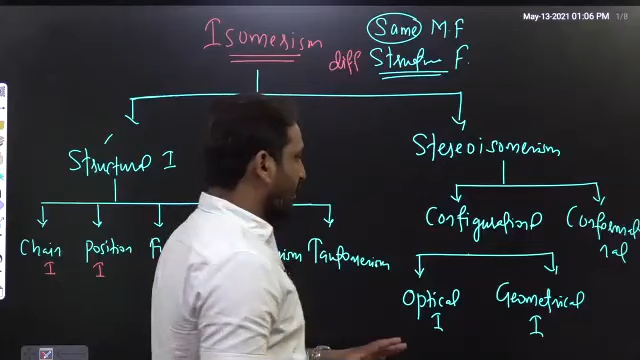 May-13-2021 01:06 PM
1/8
Isomerism
Same M.F
diff Structure F.
Structural I
Stereoisomerism
Configurational
Conformational
Chain I
Position I
F
ism
Tautomerism
Optical I
Geometrical I